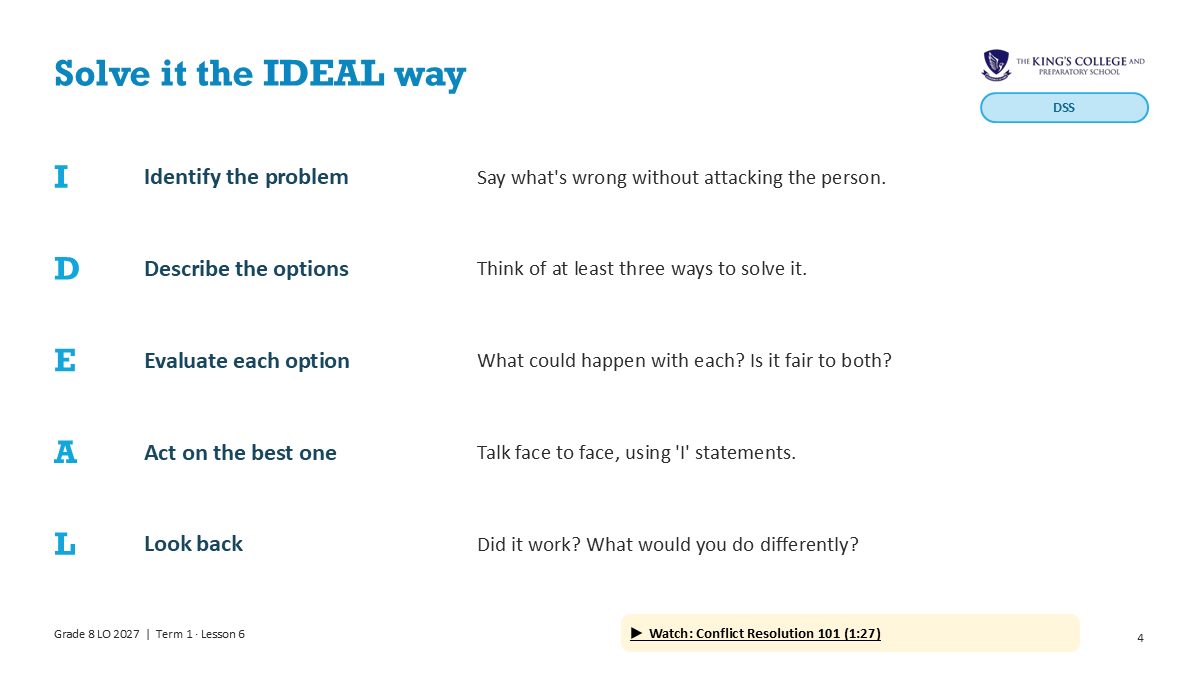 Solve it the IDEAL way
THE KING'S COLLEGE AND
PREPARATORY SCHOOL
DSS
I Identify the problem Say what's wrong without attacking the person.
D Describe the options Think of at least three ways to solve it.
E Evaluate each option What could happen with each? Is it fair to both?
A Act on the best one Talk face to face, using 'I' statements.
L Look back Did it work? What would you do differently?
Grade 8 LO 2027 | Term 1 · Lesson 6
▶ Watch: Conflict Resolution 101 (1:27)
4